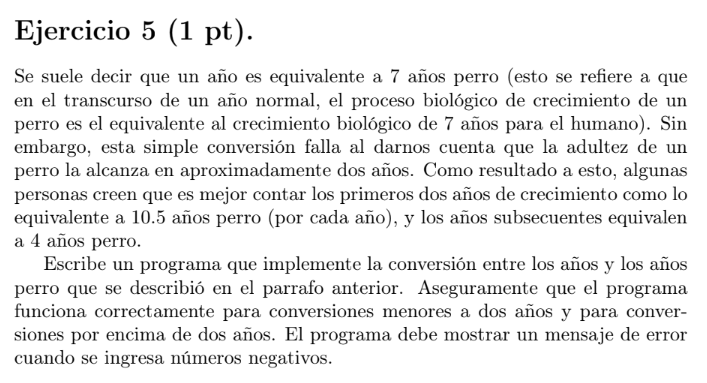 Ejercicio 5 (1 pt).
Se suele decir que un año es equivalente a 7 años perro (esto se refiere a que
en el transcurso de un año normal, el proceso biológico de crecimiento de un
perro es el equivalente al crecimiento biológico de 7 años para el humano). Sin
embargo, esta simple conversión falla al darnos cuenta que la adultez de un
perro la alcanza en aproximadamente dos años. Como resultado a esto, algunas
personas creen que es mejor contar los primeros dos años de crecimiento como lo
equivalente a 10.5 años perro (por cada año), y los años subsecuentes equivalen
a 4 años perro.
Escribe un programa que implemente la conversión entre los años y los años
perro que se describió en el parrafo anterior. Aseguramente que el programa
funciona correctamente para conversiones menores a dos años y para conver-
siones por encima de dos años. El programa debe mostrar un mensaje de error
cuando se ingresa números negativos.